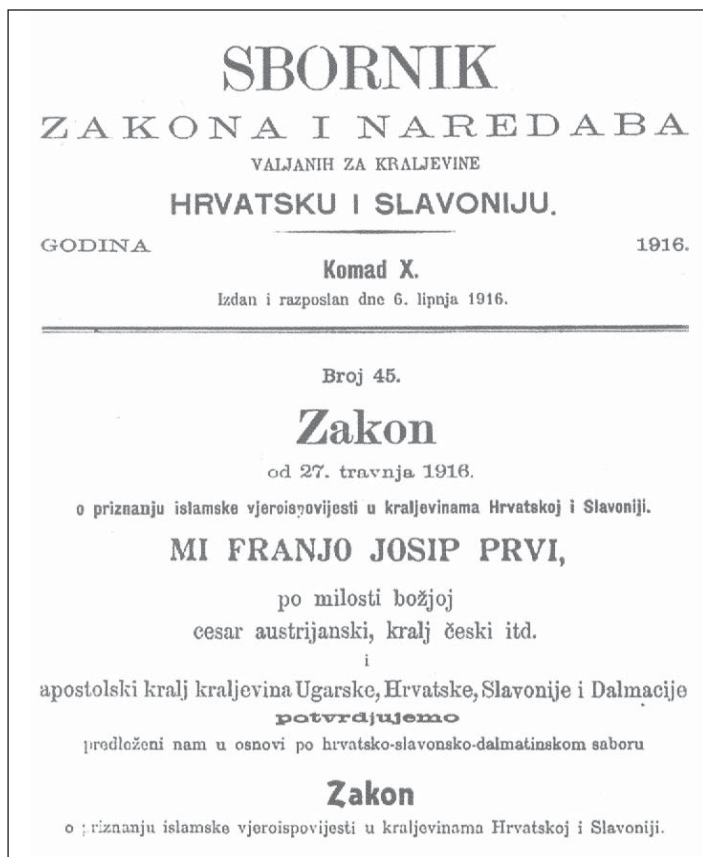 SBORNIK
ZAKONA I NAREDABA
VALJANIH ZA KRALJEVINE
HRVATSKU I SLAVONIJU.
GODINA 1916.
Komad X.
Izdan i razposlan dne 6. lipnja 1916.
Broj 45.
Zakon
od 27. travnja 1916.
o priznanju islamske vjeroispovijesti u kraljevinama Hrvatskoj i Slavoniji.
MI FRANJO JOSIP PRVI,
po milosti božjoj
cesar austrijanski, kralj česki itd.
i
apostolski kralj kraljevina Ugarske, Hrvatske, Slavonije i Dalmacije
potvrdjujemo
predloženi nam u osnovi po hrvatsko-slavonsko-dalmatinskom saboru
Zakon
o priznanju islamske vjeroispovijesti u kraljevinama Hrvatskoj i Slavoniji.